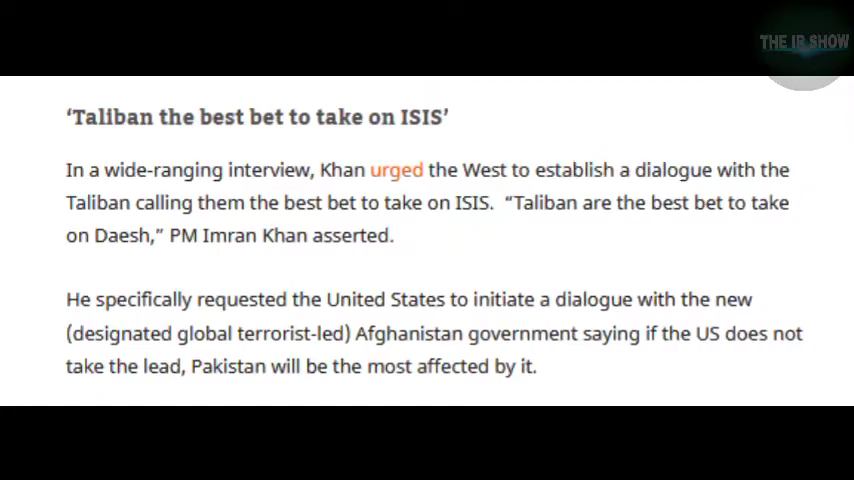 THE IR SHOW
‘Taliban the best bet to take on ISIS’
In a wide-ranging interview, Khan urged the West to establish a dialogue with the
Taliban calling them the best bet to take on ISIS. “Taliban are the best bet to take
on Daesh,” PM Imran Khan asserted.
He specifically requested the United States to initiate a dialogue with the new
(designated global terrorist-led) Afghanistan government saying if the US does not
take the lead, Pakistan will be the most affected by it.